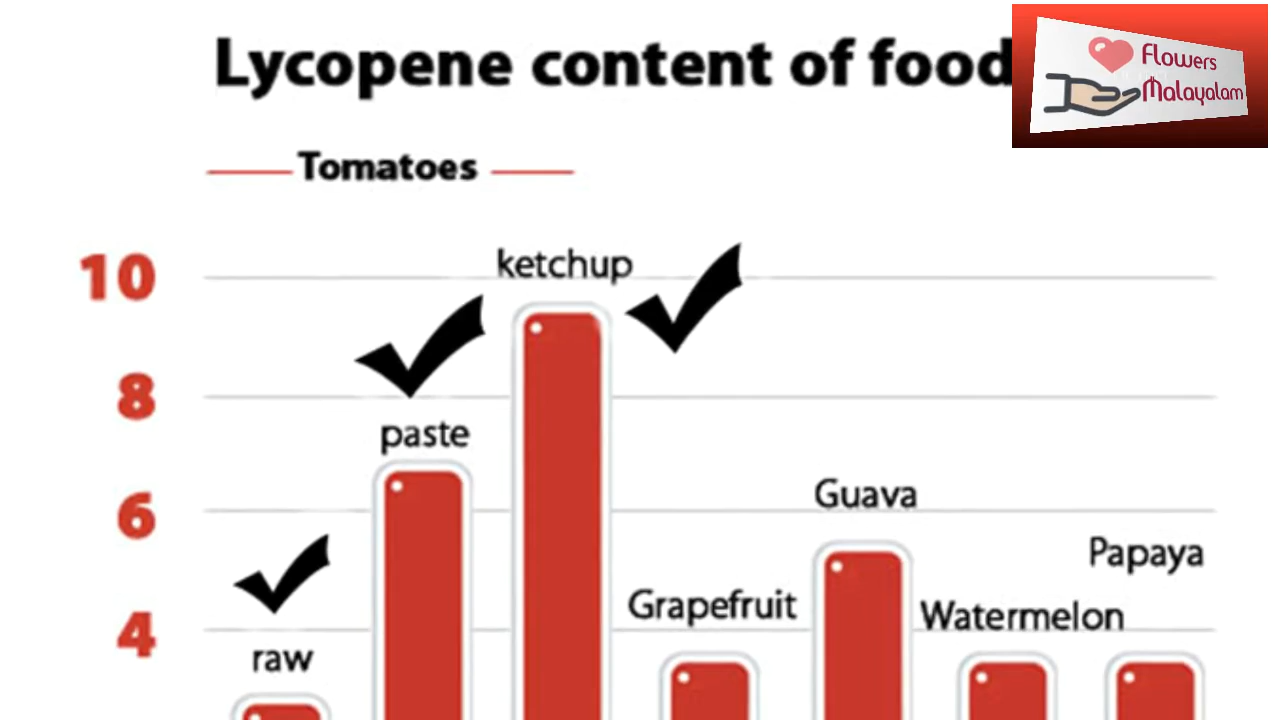 Lycopene content of food
Flowers
Malayalam
Tomatoes
10
ketchup
8
paste
Guava
6
Papaya
Grapefruit
Watermelon
4
raw